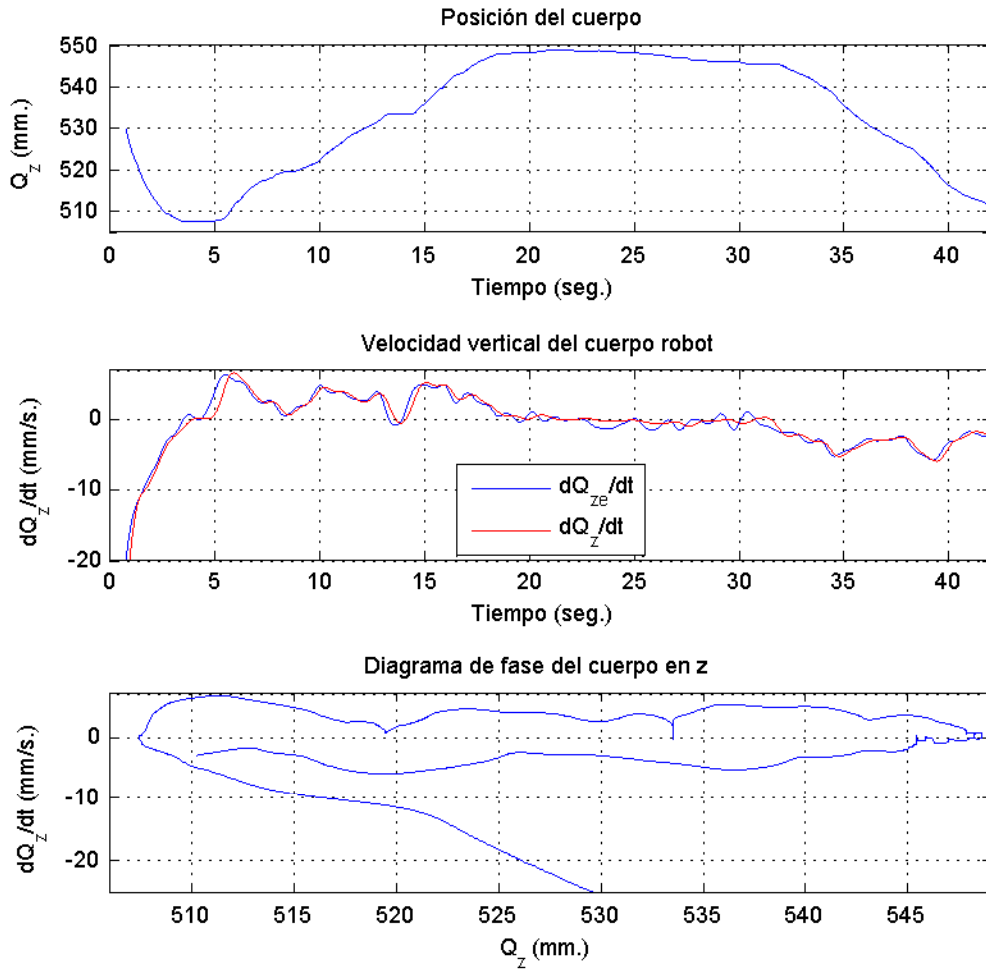 Posición del cuerpo
550
540
530
520
510
Q_z (mm.)
0 5 10 15 20 25 30 35 40
Tiempo (seg.)
Velocidad vertical del cuerpo robot
0
-10
-20
dQ_z/dt (mm/s.)
dQ_ze/dt
dQ_z/dt
0 5 10 15 20 25 30 35 40
Tiempo (seg.)
Diagrama de fase del cuerpo en z
0
-10
-20
dQ_z/dt (mm/s.)
510 515 520 525 530 535 540 545
Q_z (mm.)